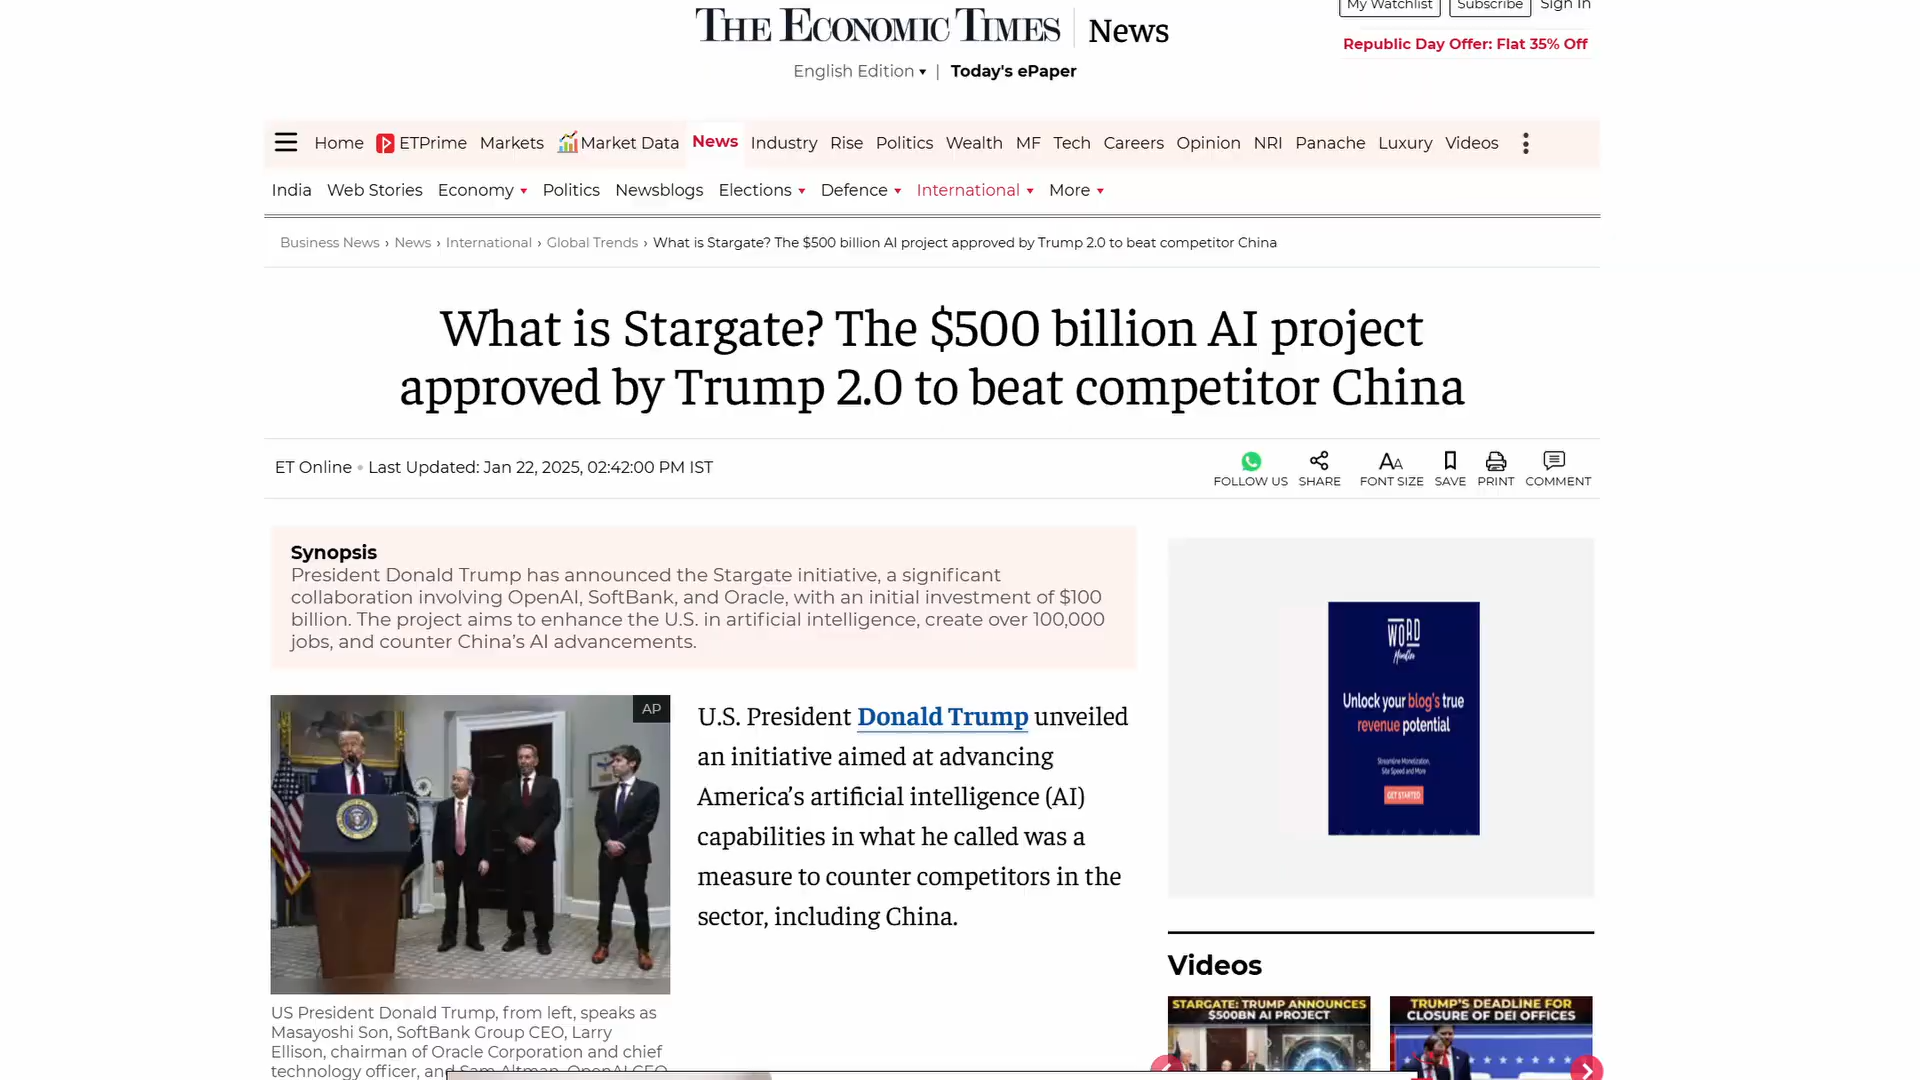 My Watchlist Subscribe Sign In
THE ECONOMIC TIMES News
Republic Day Offer: Flat 35% Off
English Edition | Today's ePaper
Home ETPrime Markets Market Data News Industry Rise Politics Wealth MF Tech Careers Opinion NRI Panache Luxury Videos
India Web Stories Economy Politics Newsblogs Elections Defence International More
Business News › News › International › Global Trends › What is Stargate? The $500 billion AI project approved by Trump 2.0 to beat competitor China
What is Stargate? The $500 billion AI project
approved by Trump 2.0 to beat competitor China
ET Online • Last Updated: Jan 22, 2025, 02:42:00 PM IST
FOLLOW US SHARE FONT SIZE SAVE PRINT COMMENT
Synopsis
President Donald Trump has announced the Stargate initiative, a significant
collaboration involving OpenAI, SoftBank, and Oracle, with an initial investment of $100
billion. The project aims to enhance the U.S. in artificial intelligence, create over 100,000
jobs, and counter China's AI advancements.
AP
US President Donald Trump, from left, speaks as
Masayoshi Son, SoftBank Group CEO, Larry
Ellison, chairman of Oracle Corporation and chief
technology officer, and Sam Altman, OpenAI CEO
U.S. President Donald Trump unveiled
an initiative aimed at advancing
America's artificial intelligence (AI)
capabilities in what he called was a
measure to counter competitors in the
sector, including China.
WORD
Unlock your blog's true
revenue potential
Streamline Monetization,
Site Speed and More
GET STARTED
Videos
STARGATE: TRUMP ANNOUNCES
$500BN AI PROJECT
TRUMP'S DEADLINE FOR
CLOSURE OF DEI OFFICES